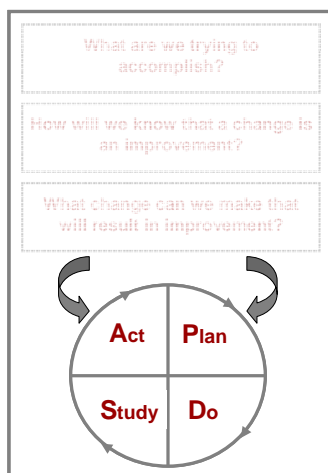 What are we trying to
accomplish?
How will we know that a change is
an improvement?
What change can we make that
will result in improvement?
Act
Plan
Study
Do